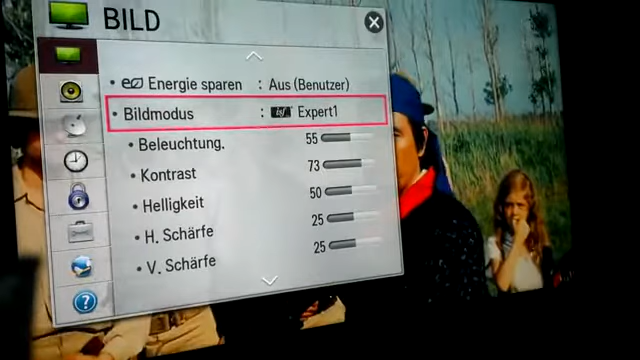 BILD
• Energie sparen : Aus (Benutzer)
• Bildmodus : Expert1
• Beleuchtung. 55
• Kontrast 73
• Helligkeit 50
• H. Schärfe 25
• V. Schärfe 25